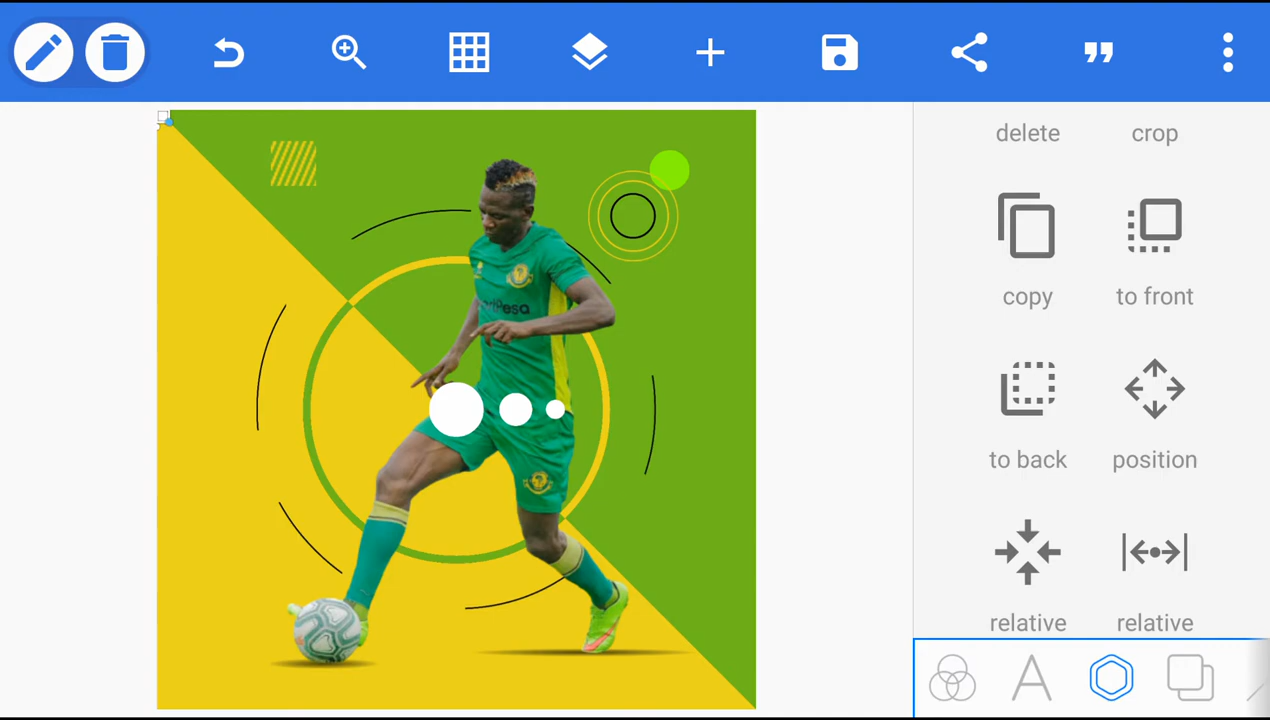 delete crop
copy to front
to back position
relative relative
A